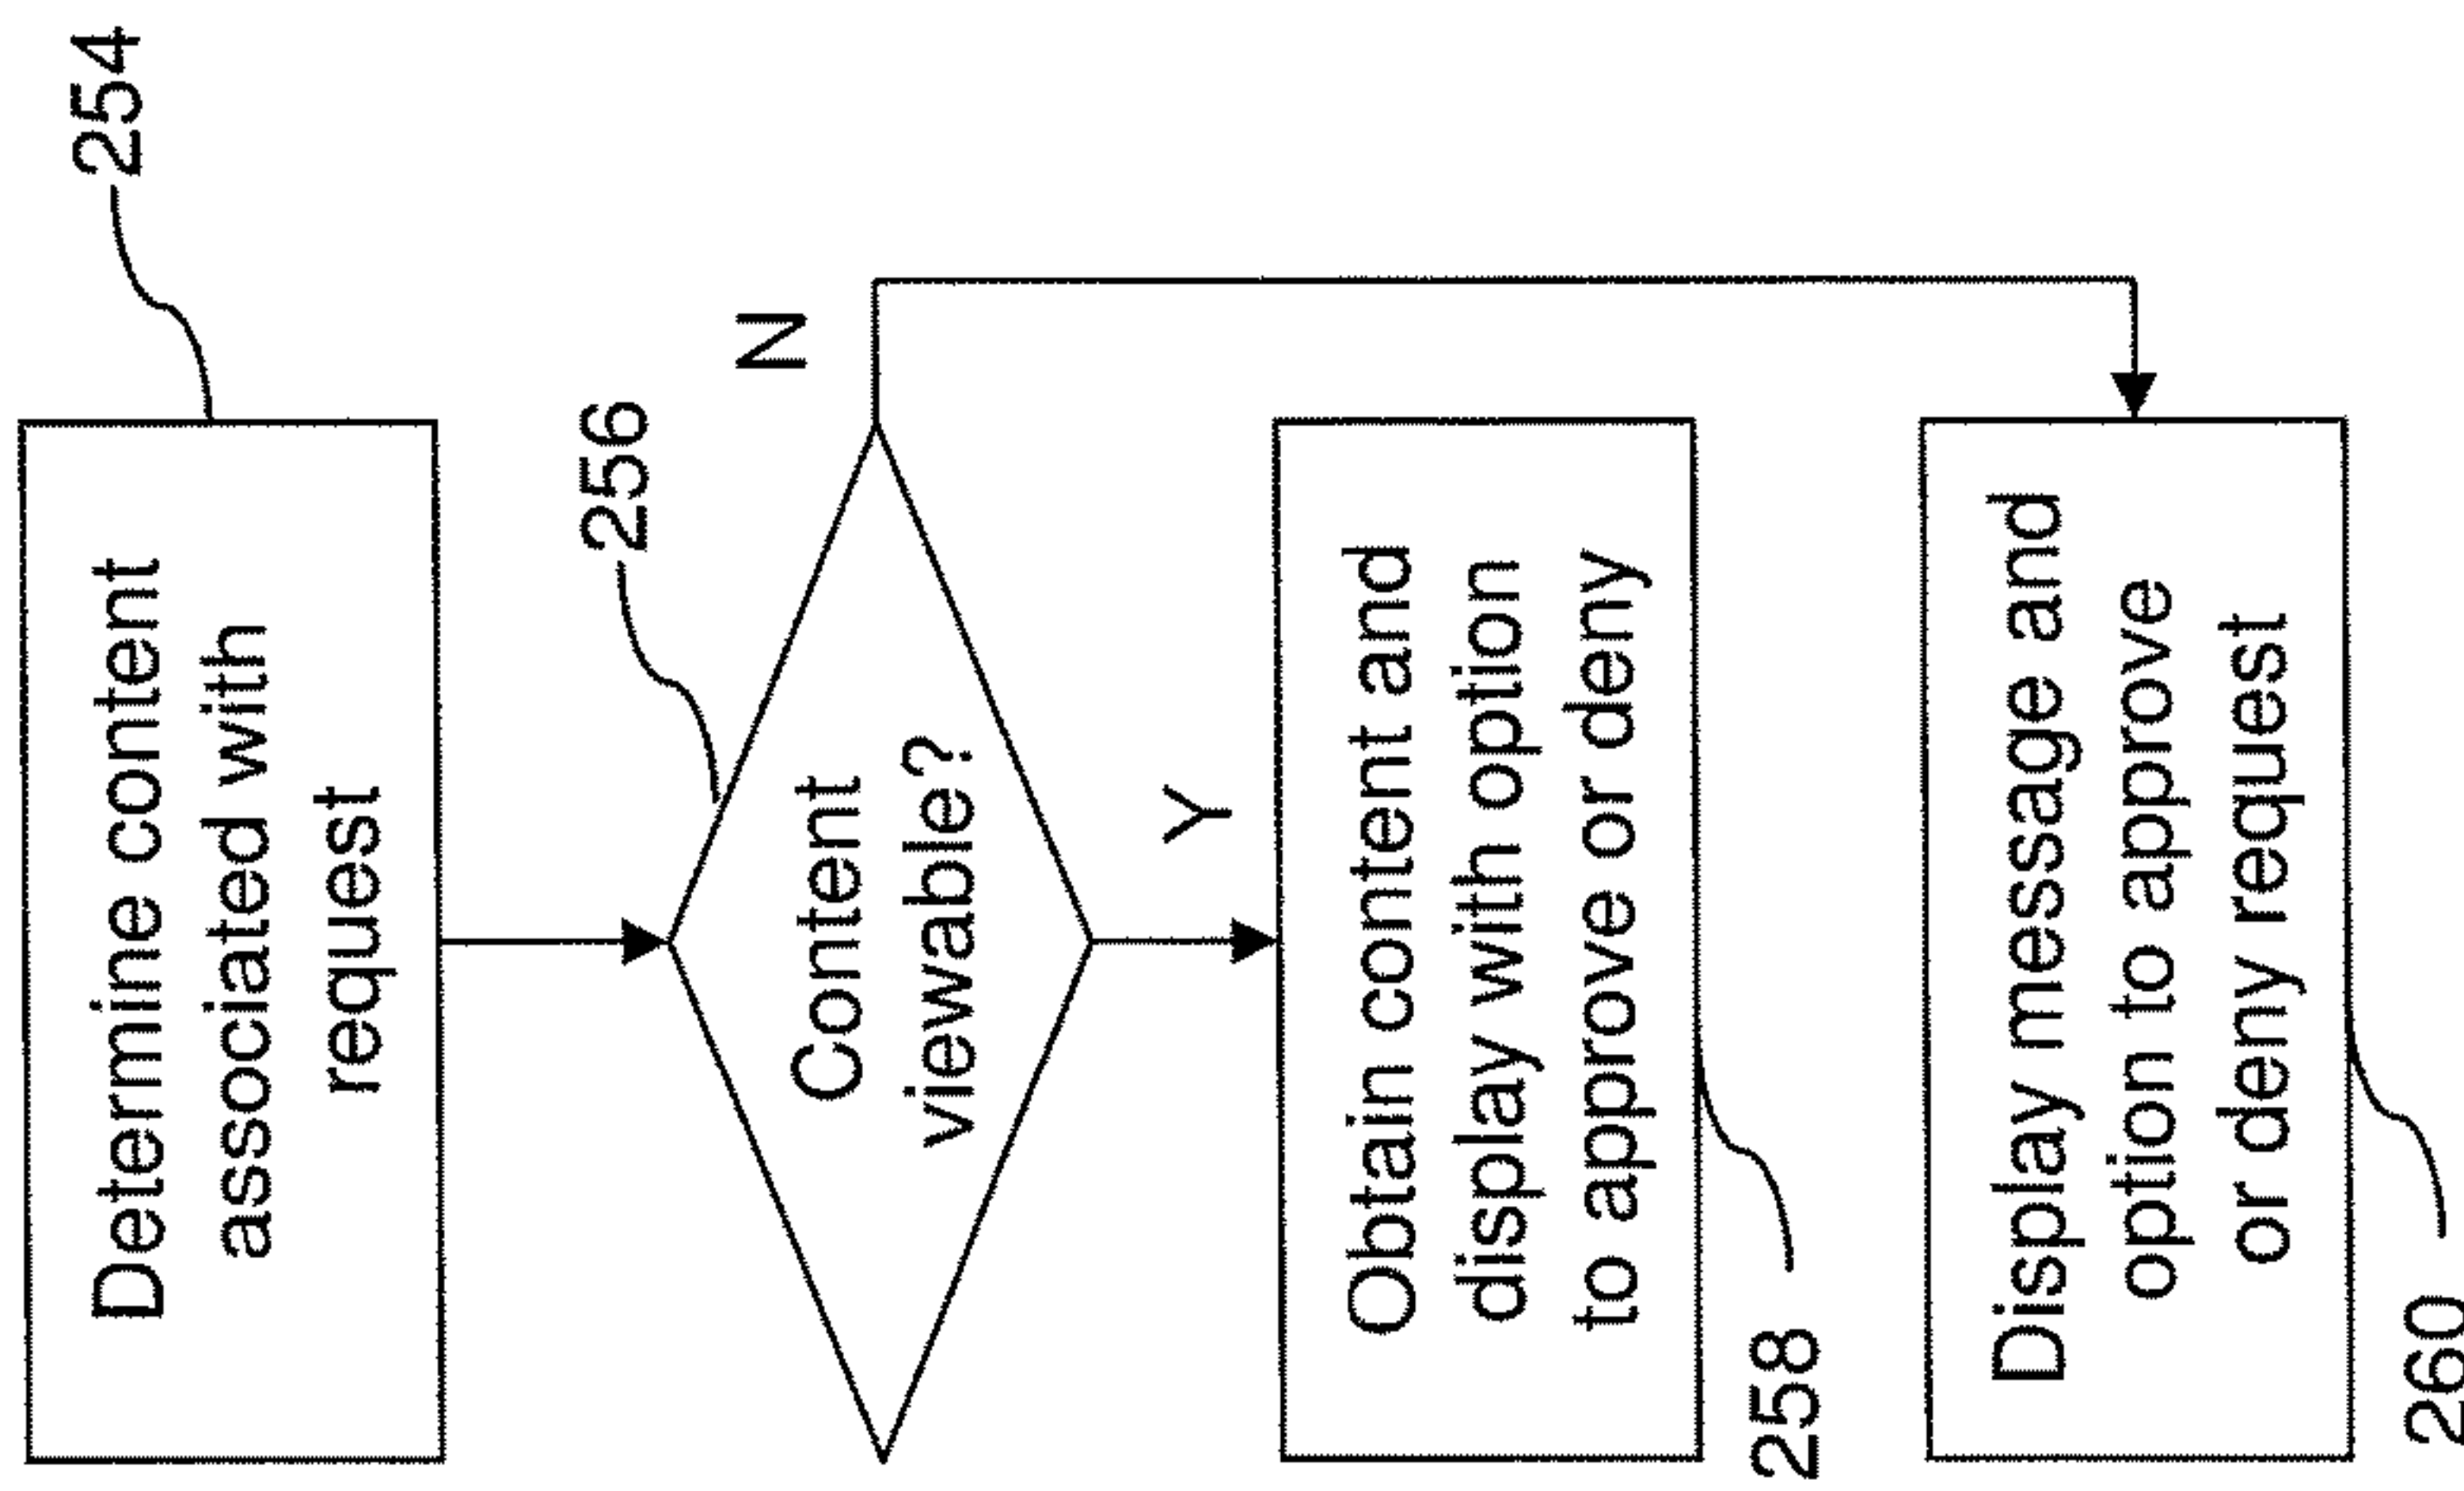 254
Determine content
associated with
request
256
N
Content
viewable?
Y
Obtain content and
display with option
to approve or deny
258
Display message and
option to approve
or deny request
260